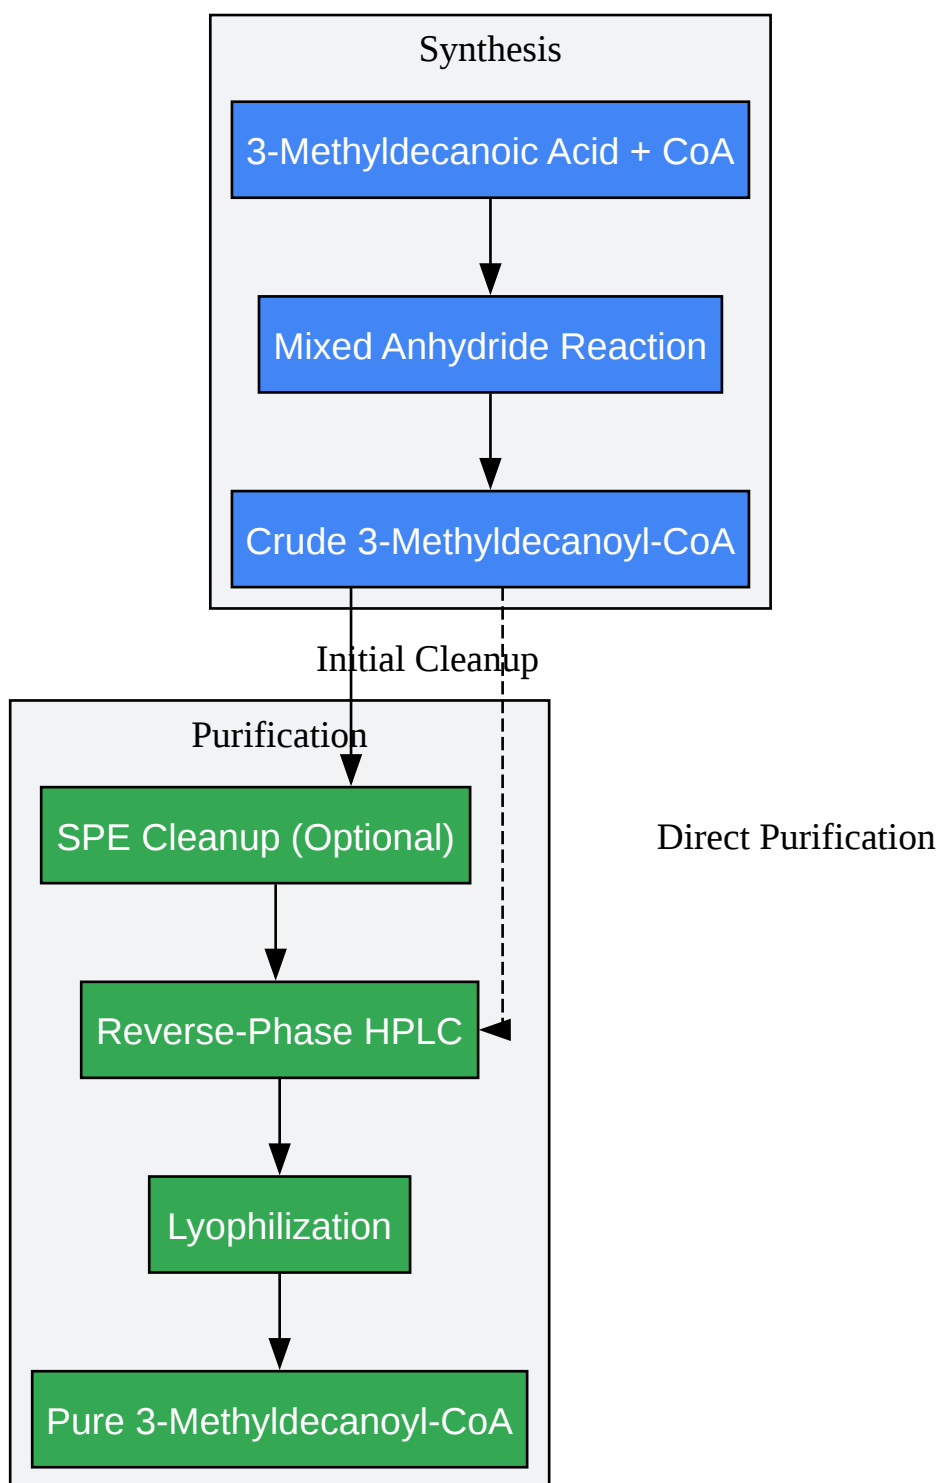 Synthesis
3-Methyldecanoic Acid + CoA
Mixed Anhydride Reaction
Crude 3-Methyldecanoyl-CoA
Initial Cleanup
Purification
SPE Cleanup (Optional)
Direct Purification
Reverse-Phase HPLC
Lyophilization
Pure 3-Methyldecanoyl-CoA